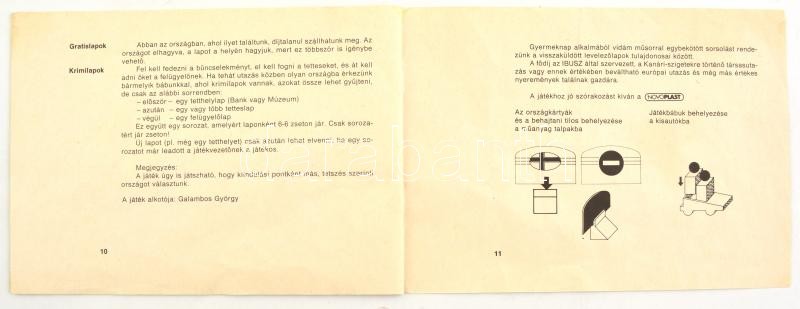 Gratislapok
Abban az országban, ahol ilyet találtunk, díjtalanul szállhatunk meg. Az
országot elhagyva, a lapot a helyén hagyjuk, mert ez többször is igénybe
vehető.
Krimilapok
Fel kell fedezni a bűncselekményt, el kell fogni a tetteseket, és át kell
adni őket a felügyelőnek. Ha tehát utazás közben olyan országba érkezünk
bármelyik bábunkkal, ahol krimilapok vannak, azokat össze lehet gyűjteni,
de csak az alábbi sorrendben:
– először – egy tetthelylap (Bank vagy Múzeum)
– azután – egy vagy több tetteslap
– végül – egy felügyelőlap
Ez együtt egy sorozat, amelyért laponként 6-6 zseton jár. Csak soroza-
tért jár zseton!
Új lapot (pl. még egy tetthelyet) csak azután lehet elvenni, ha egy so-
rozatot már leadott a játékvezetőnek a játékos.
Megjegyzés:
A játék úgy is játszható, hogy kiindulási pontként más, tetszés szerinti
országot választunk.
A játék alkotója: Galambos György
10
Gyermeknap alkalmából vidám műsorral egybekötött sorsolást rende-
zünk a visszaküldött levelezőlapok tulajdonosai között.
A fődíj az IBUSZ által szervezett, a Kanári-szigetekre történő társasuta-
zás vagy ennek értékében beváltható európai utazás és még más értékes
nyeremények találnak gazdára.
A játékhoz jó szórakozást kíván a NOVOPLAST
Az országkártyák
és a behajtani tilos behelyezése
a műanyag talpakba
Játékbábuk behelyezése
a kisautókba
11